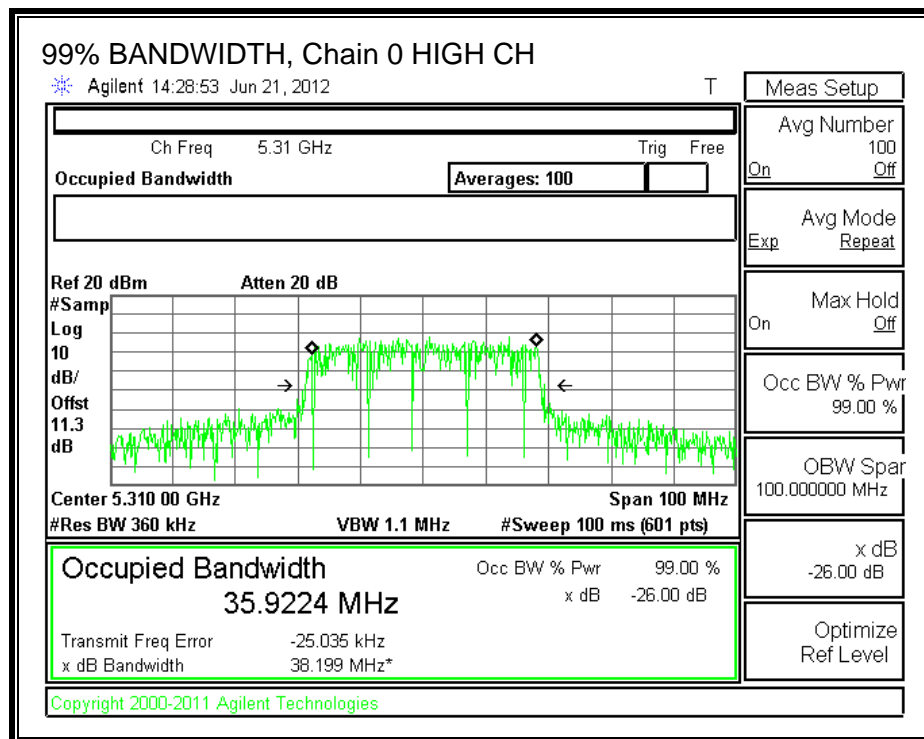 99% BANDWIDTH, Chain 0 HIGH CH
Agilent 14:28:53 Jun 21, 2012 T
Ch Freq 5.31 GHz Trig Free
Occupied Bandwidth Averages: 100
Ref 20 dBm Atten 20 dB
#Samp
Log
10
dB/
Offst
11.3
dB
Center 5.310 00 GHz Span 100 MHz
#Res BW 360 kHz VBW 1.1 MHz #Sweep 100 ms (601 pts)
Occupied Bandwidth Occ BW % Pwr 99.00 %
35.9224 MHz x dB -26.00 dB
Transmit Freq Error -25.035 kHz
x dB Bandwidth 38.199 MHz*
Copyright 2000-2011 Agilent Technologies
Meas Setup
Avg Number
100
On Off
Avg Mode
Exp Repeat
Max Hold
On Off
Occ BW % Pwr
99.00 %
OBW Span
100.000000 MHz
x dB
-26.00 dB
Optimize
Ref Level